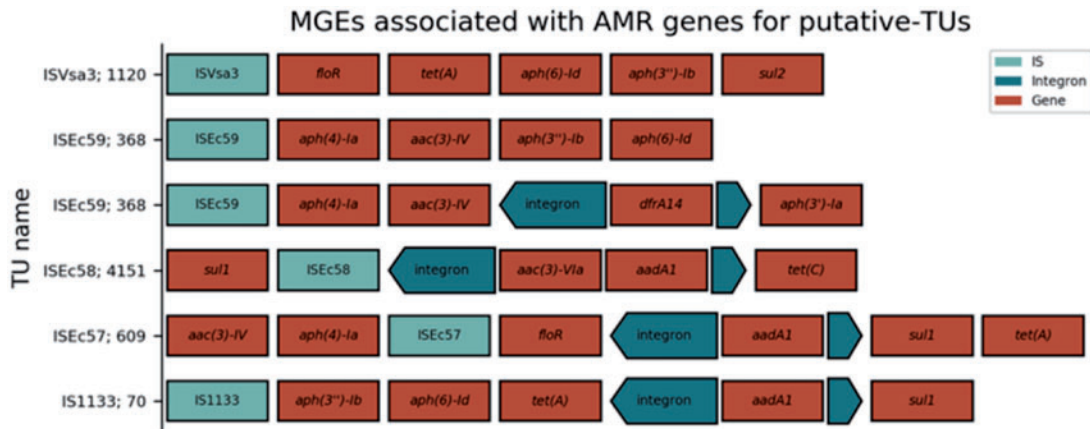 MGEs associated with AMR genes for putative-TUs
IS
Integron
Gene
TU name
ISVsa3; 1120 ISVsa3 floR tet(A) aph(6)-Id aph(3'')-Ib sul2
ISEc59; 368 ISEc59 aph(4)-Ia aac(3)-IV aph(3'')-Ib aph(6)-Id
ISEc59; 368 ISEc59 aph(4)-Ia aac(3)-IV integron dfrA14 aph(3')-Ia
ISEc58; 4151 sul1 ISEc58 integron aac(3)-VIa aadA1 tet(C)
ISEc57; 609 aac(3)-IV aph(4)-Ia ISEc57 floR integron aadA1 sul1 tet(A)
IS1133; 70 IS1133 aph(3'')-Ib aph(6)-Id tet(A) integron aadA1 sul1